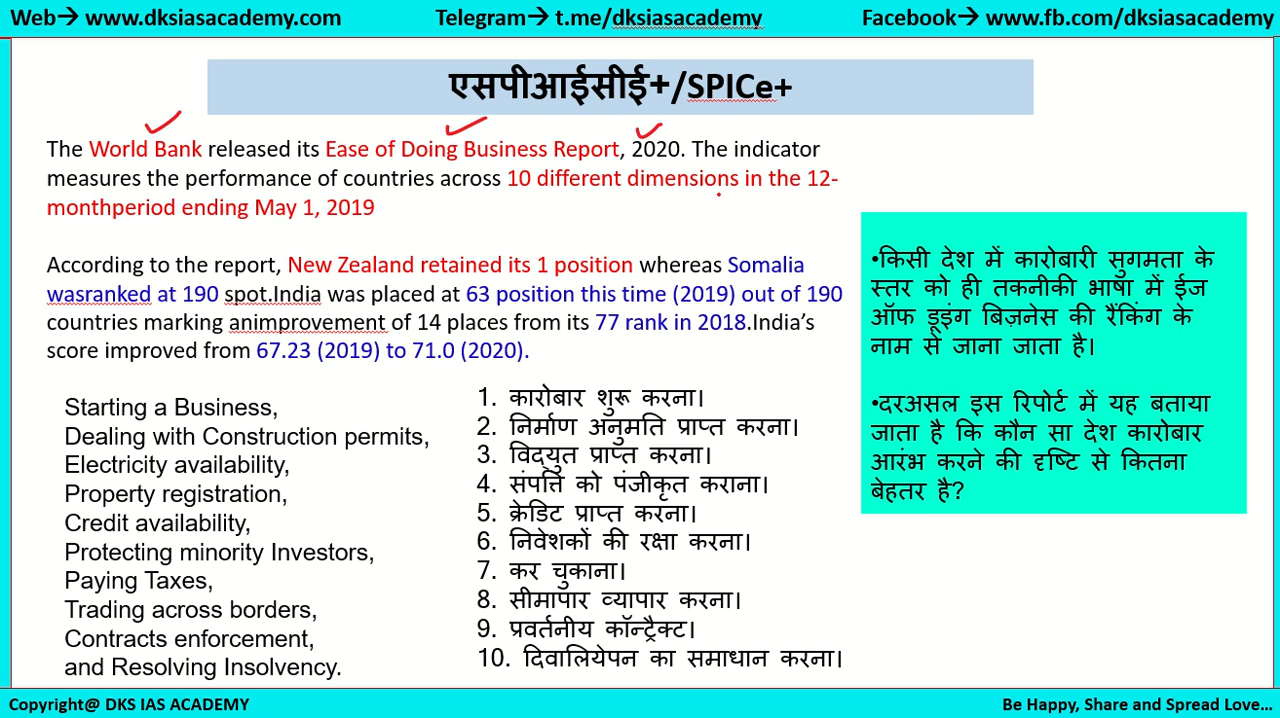 Web→ www.dksiasacademy.com
Telegram→ t.me/dksiasacademy
Facebook→ www.fb.com/dksiasacademy
एसपीआईसीई+/SPICe+
The World Bank released its Ease of Doing Business Report, 2020. The indicator
measures the performance of countries across 10 different dimensions in the 12-
monthperiod ending May 1, 2019
According to the report, New Zealand retained its 1 position whereas Somalia
wasranked at 190 spot.India was placed at 63 position this time (2019) out of 190
countries marking animprovement of 14 places from its 77 rank in 2018.India’s
score improved from 67.23 (2019) to 71.0 (2020).
Starting a Business,
Dealing with Construction permits,
Electricity availability,
Property registration,
Credit availability,
Protecting minority Investors,
Paying Taxes,
Trading across borders,
Contracts enforcement,
and Resolving Insolvency.
1. कारोबार शुरू करना।
2. निर्माण अनुमति प्राप्त करना।
3. विद्युत प्राप्त करना।
4. संपत्ति को पंजीकृत कराना।
5. क्रेडिट प्राप्त करना।
6. निवेशकों की रक्षा करना।
7. कर चुकाना।
8. सीमापार व्यापार करना।
9. प्रवर्तनीय कॉन्ट्रैक्ट।
10. दिवालियेपन का समाधान करना।
•किसी देश में कारोबारी सुगमता के
स्तर को ही तकनीकी भाषा में ईज
ऑफ डूइंग बिज़नेस की रैंकिंग के
नाम से जाना जाता है।
•दरअसल इस रिपोर्ट में यह बताया
जाता है कि कौन सा देश कारोबार
आरंभ करने की दृष्टि से कितना
बेहतर है?
Copyright@ DKS IAS ACADEMY
Be Happy, Share and Spread Love...